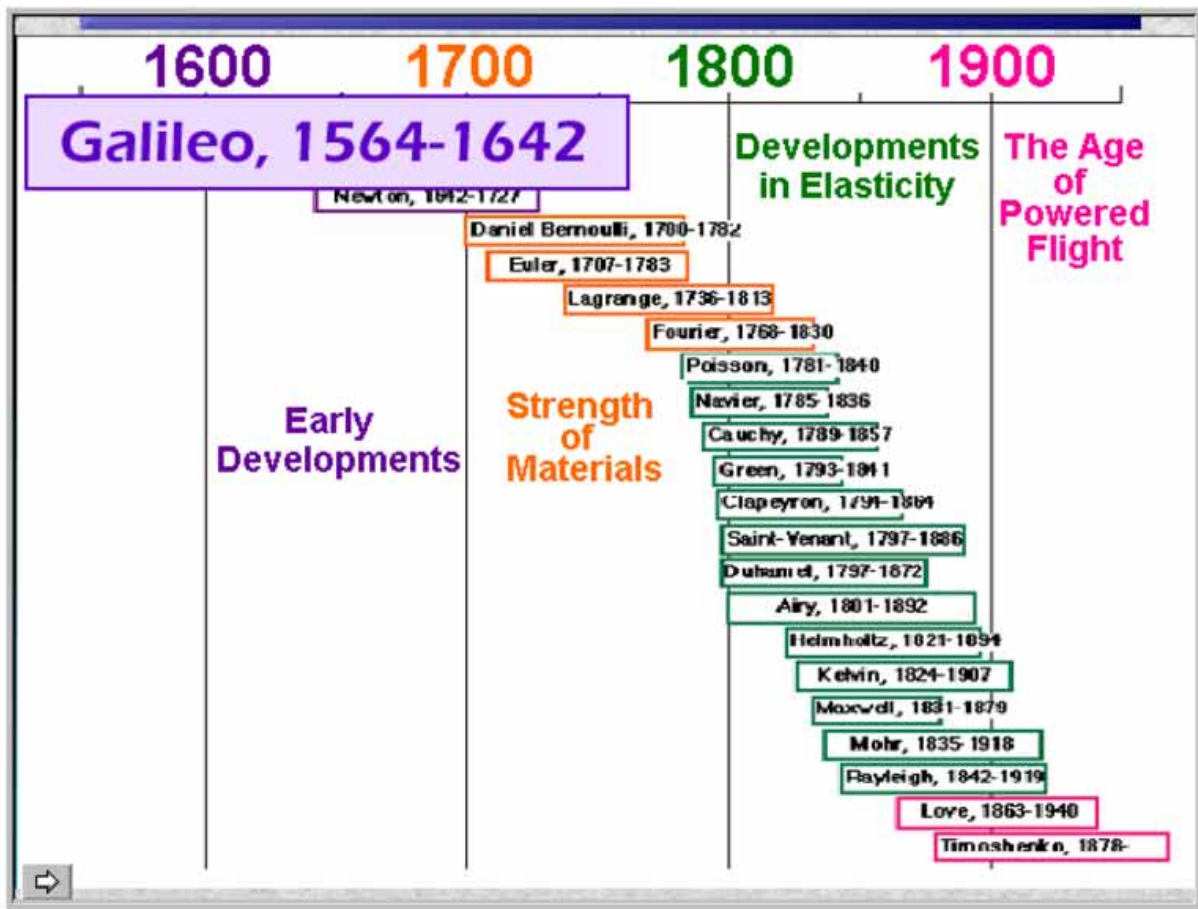 1600 1700 1800 1900
Galileo, 1564-1642
Developments
in Elasticity
The Age
of
Powered
Flight
Newton, 1642-1727
Daniel Bernoulli, 1700-1782
Euler, 1707-1783
Lagrange, 1736-1813
Fourier, 1768-1830
Poisson, 1781-1840
Navier, 1785-1836
Early
Developments
Strength
of
Materials
Cauchy, 1789-1857
Green, 1793-1841
Clapeyron, 1794-1864
Saint-Venant, 1797-1886
Duhamel, 1797-1872
Airy, 1801-1892
Helmholtz, 1821-1894
Kelvin, 1824-1907
Maxwell, 1831-1879
Mohr, 1835-1918
Rayleigh, 1842-1919
Love, 1863-1940
Timoshenko, 1878-